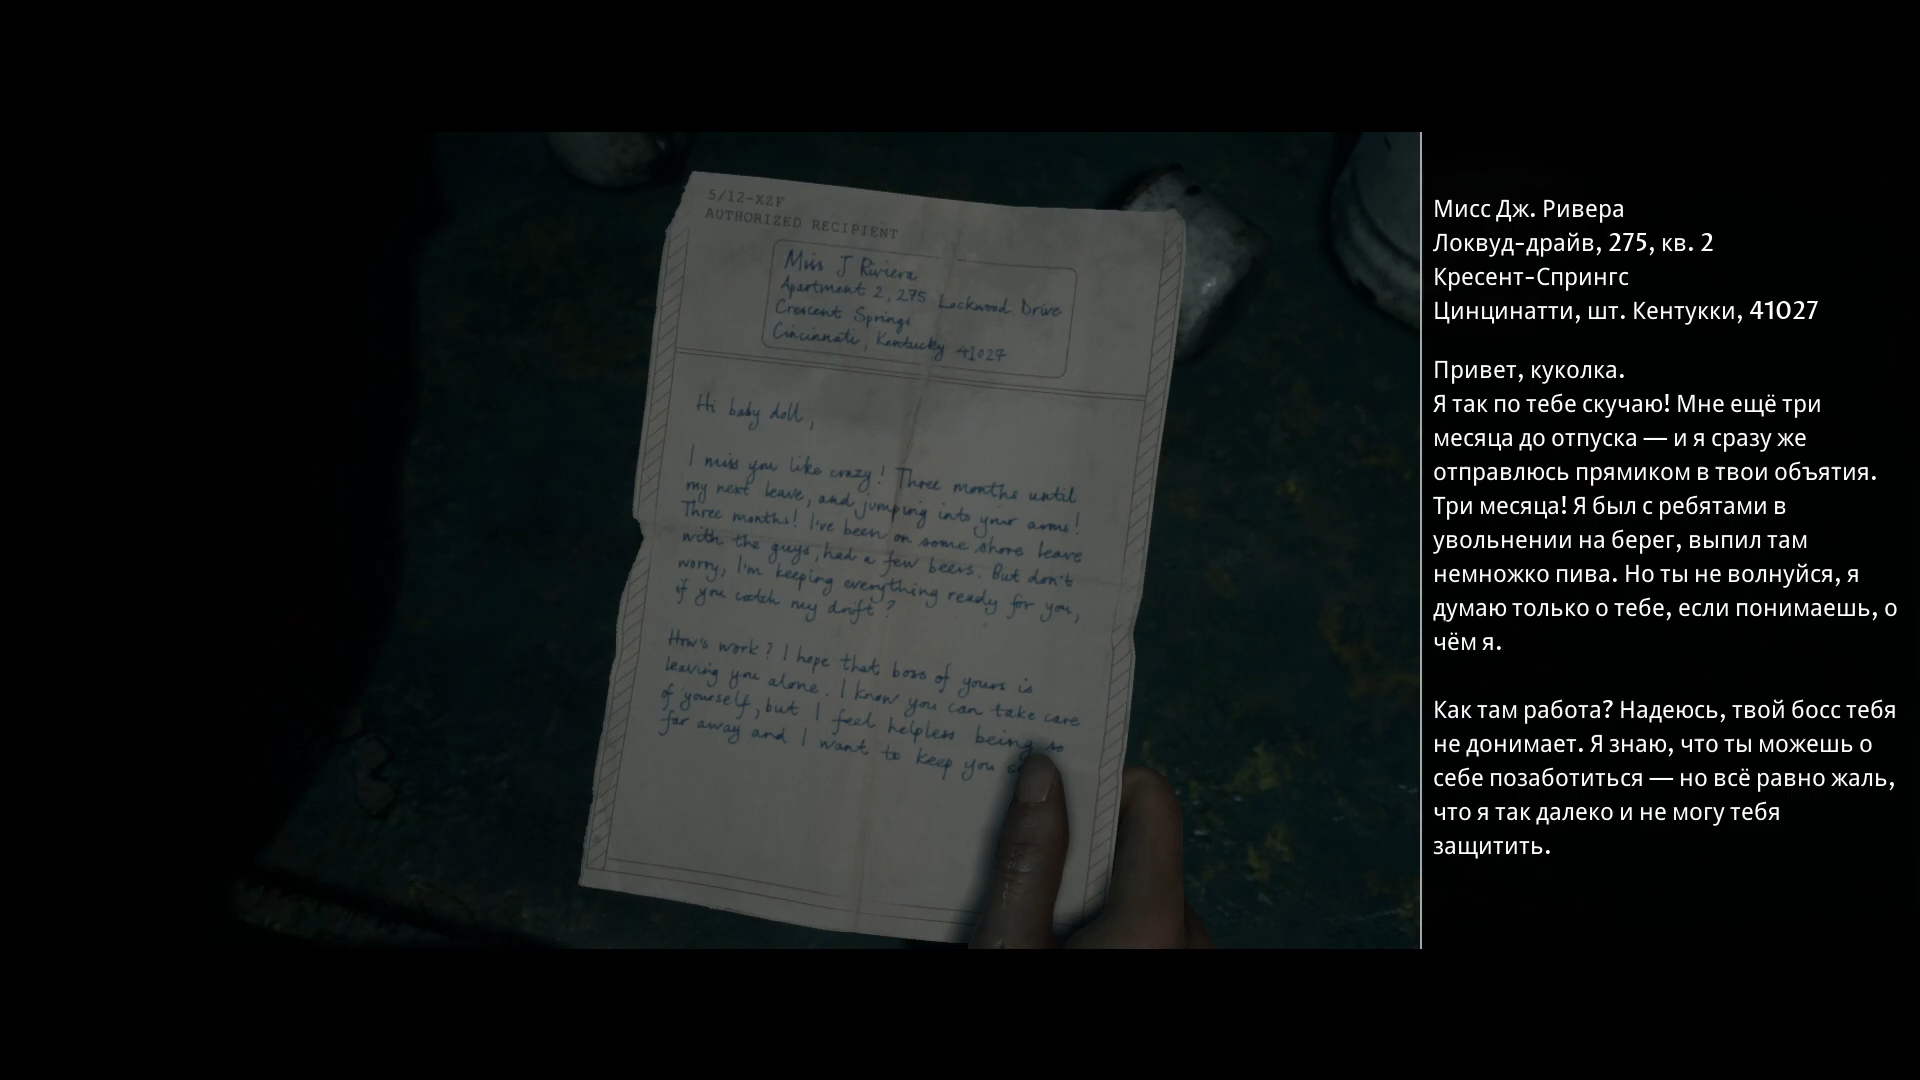 5/12-XZF
AUTHORIZED RECIPIENT
Miss J Riviera
Apartment 2, 275 Lockwood Drive
Crescent Springs
Cincinnati, Kentucky 41027
Hi baby doll,
I miss you like crazy! Three months until
my next leave, and jumping into your arms!
Three months! I've been on some shore leave
with the guys, had a few beers. But don't
worry, I'm keeping everything ready for you,
if you catch my drift?
How's work? I hope that boss of yours is
leaving you alone. I know you can take care
of yourself, but I feel helpless being so
far away and I want to keep you
Мисс Дж. Ривера
Локвуд-драйв, 275, кв. 2
Кресент-Спрингс
Цинцинатти, шт. Кентукки, 41027
Привет, куколка.
Я так по тебе скучаю! Мне ещё три
месяца до отпуска — и я сразу же
отправлюсь прямиком в твои объятия.
Три месяца! Я был с ребятами в
увольнении на берег, выпил там
немножко пива. Но ты не волнуйся, я
думаю только о тебе, если понимаешь, о
чём я.
Как там работа? Надеюсь, твой босс тебя
не донимает. Я знаю, что ты можешь о
себе позаботиться — но всё равно жаль,
что я так далеко и не могу тебя
защитить.